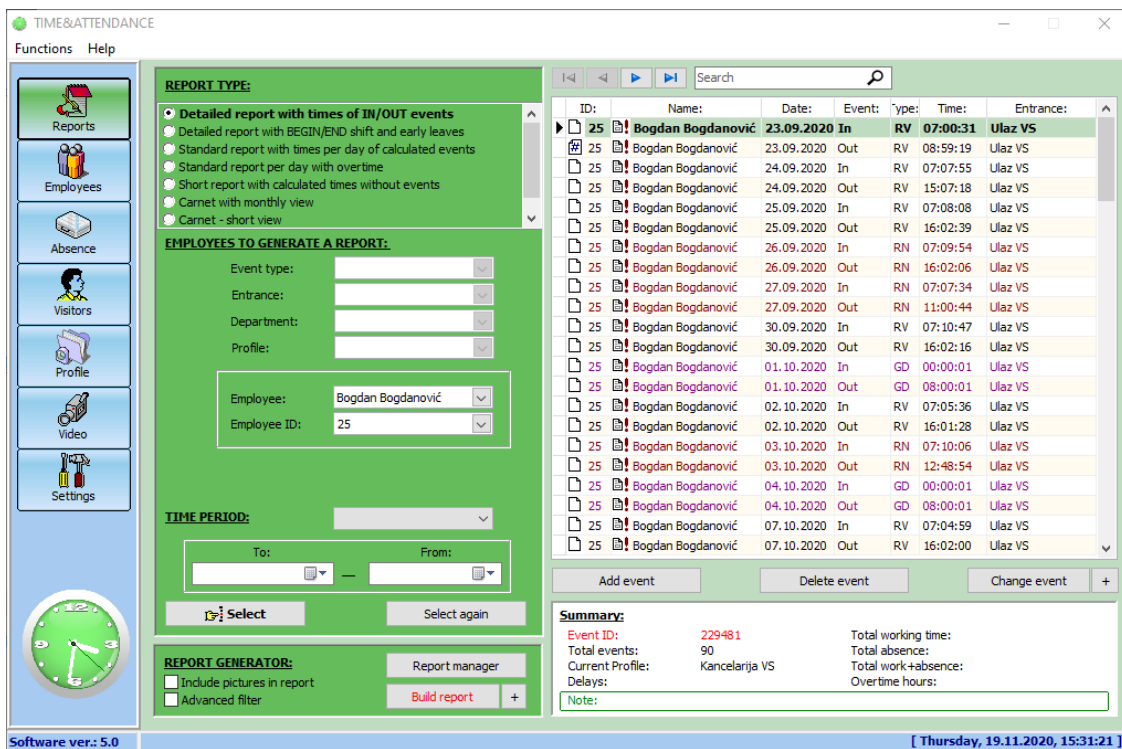 TIME&ATTENDANCE
Functions Help
Reports
Employees
Absence
Visitors
Profile
Video
Settings
12
3
6
9
REPORT TYPE:
Detailed report with times of IN/OUT events
Detailed report with BEGIN/END shift and early leaves
Standard report with times per day of calculated events
Standard report per day with overtime
Short report with calculated times without events
Carnet with monthly view
Carnet - short view
EMPLOYEES TO GENERATE A REPORT:
Event type:
Entrance:
Department:
Profile:
Employee: Bogdan Bogdanović
Employee ID: 25
TIME PERIOD:
To: From:
—
Select Select again
REPORT GENERATOR: Report manager
Include pictures in report
Advanced filter Build report +
Search
ID: Name: Date: Event: Type: Time: Entrance:
25 Bogdan Bogdanović 23.09.2020 In RV 07:00:31 Ulaz VS
# 25 Bogdan Bogdanović 23.09.2020 Out RV 08:59:19 Ulaz VS
25 Bogdan Bogdanović 24.09.2020 In RV 07:07:55 Ulaz VS
25 Bogdan Bogdanović 24.09.2020 Out RV 15:07:18 Ulaz VS
25 Bogdan Bogdanović 25.09.2020 In RV 07:08:08 Ulaz VS
25 Bogdan Bogdanović 25.09.2020 Out RV 16:02:39 Ulaz VS
25 Bogdan Bogdanović 26.09.2020 In RN 07:09:54 Ulaz VS
25 Bogdan Bogdanović 26.09.2020 Out RN 16:02:06 Ulaz VS
25 Bogdan Bogdanović 27.09.2020 In RN 07:07:34 Ulaz VS
25 Bogdan Bogdanović 27.09.2020 Out RN 11:00:44 Ulaz VS
25 Bogdan Bogdanović 30.09.2020 In RV 07:10:47 Ulaz VS
25 Bogdan Bogdanović 30.09.2020 Out RV 16:02:16 Ulaz VS
25 Bogdan Bogdanović 01.10.2020 In GD 00:00:01 Ulaz VS
25 Bogdan Bogdanović 01.10.2020 Out GD 08:00:01 Ulaz VS
25 Bogdan Bogdanović 02.10.2020 In RV 07:05:36 Ulaz VS
25 Bogdan Bogdanović 02.10.2020 Out RV 16:01:28 Ulaz VS
25 Bogdan Bogdanović 03.10.2020 In RN 07:10:06 Ulaz VS
25 Bogdan Bogdanović 03.10.2020 Out RN 12:48:54 Ulaz VS
25 Bogdan Bogdanović 04.10.2020 In GD 00:00:01 Ulaz VS
25 Bogdan Bogdanović 04.10.2020 Out GD 08:00:01 Ulaz VS
25 Bogdan Bogdanović 07.10.2020 In RV 07:04:59 Ulaz VS
25 Bogdan Bogdanović 07.10.2020 Out RV 16:02:00 Ulaz VS
Add event Delete event Change event +
Summary:
Event ID: 229481 Total working time:
Total events: 90 Total absence:
Current Profile: Kancelarija VS Total work+absence:
Delays: Overtime hours:
Note:
Software ver.: 5.0 [ Thursday, 19.11.2020, 15:31:21 ]